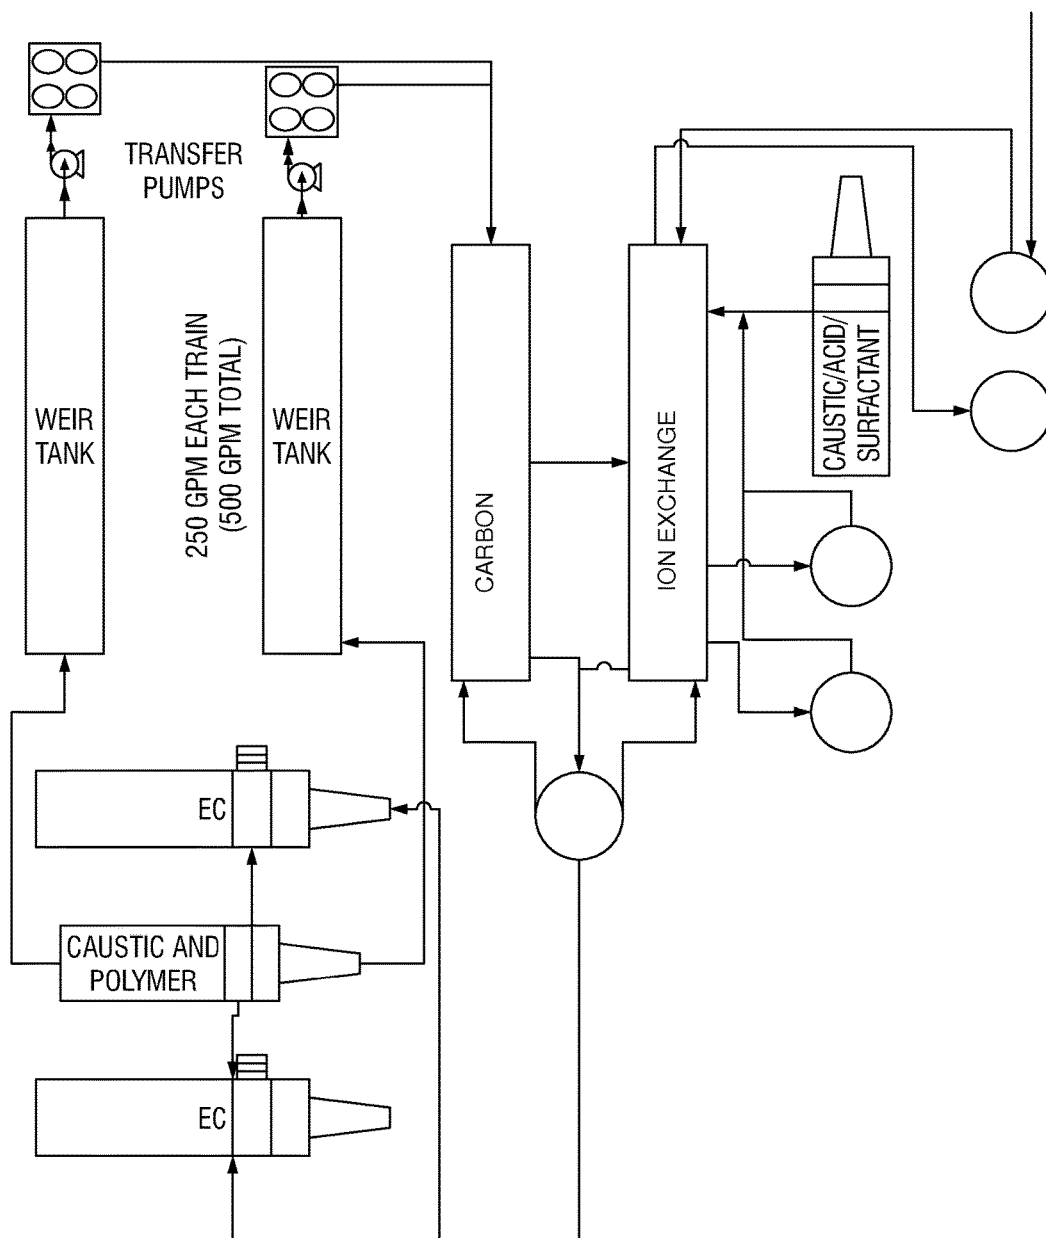 TRANSFER
PUMPS
WEIR
TANK
250 GPM EACH TRAIN
(500 GPM TOTAL)
WEIR
TANK
CARBON
ION EXCHANGE
CAUSTIC/ACID/
SURFACTANT
EC
CAUSTIC AND
POLYMER
EC